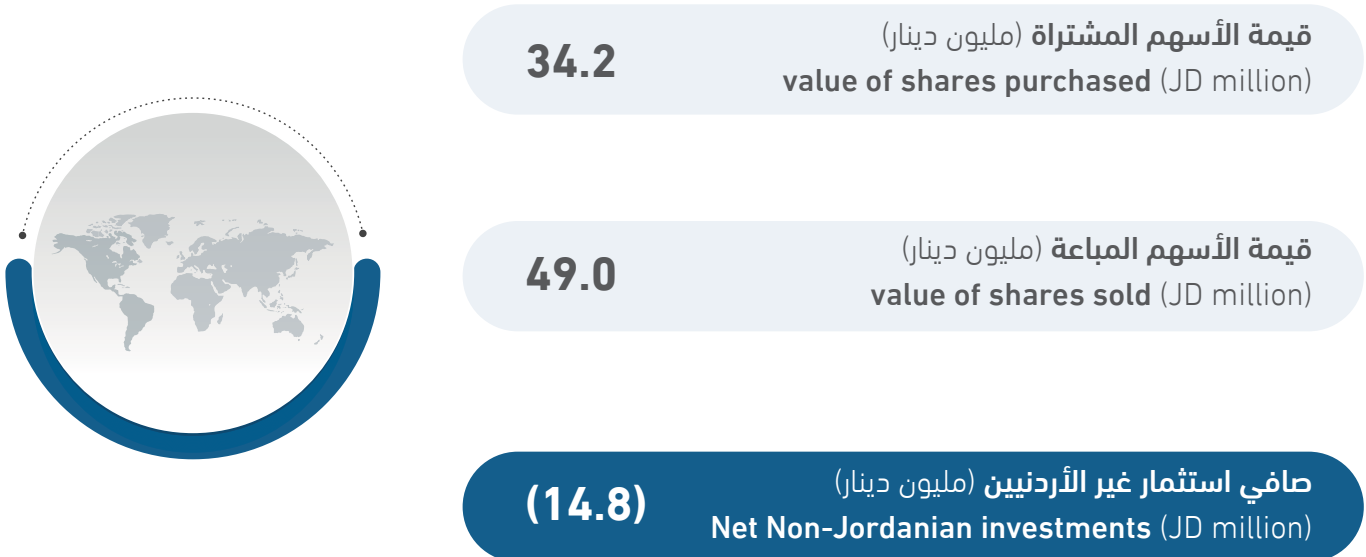 قيمة الأسهم المشتراة (مليون دينار)
34.2
value of shares purchased (JD million)
قيمة الأسهم المباعة (مليون دينار)
49.0
value of shares sold (JD million)
صافي استثمار غير الأردنيين (مليون دينار)
(14.8)
Net Non-Jordanian investments (JD million)